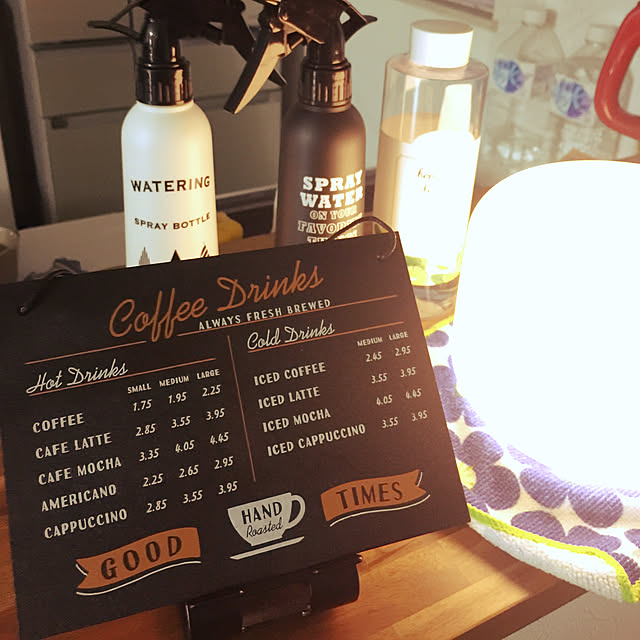 WATERING
SPRAY BOTTLE
SPRAY
WATER
ON YOUR
Coffee Drinks
ALWAYS FRESH BREWED
Hot Drinks
SMALL MEDIUM LARGE
COFFEE 1.75 1.95 2.25
CAFE LATTE 2.85 3.55 3.95
CAFE MOCHA 3.35 4.05 4.45
AMERICANO 2.25 2.65 2.95
CAPPUCCINO 2.85 3.55 3.95
Cold Drinks
MEDIUM LARGE
ICED COFFEE 2.45 2.95
ICED LATTE 3.55 3.95
ICED MOCHA 4.05 4.45
ICED CAPPUCCINO 3.55 3.95
GOOD
HAND
Roasted
TIMES